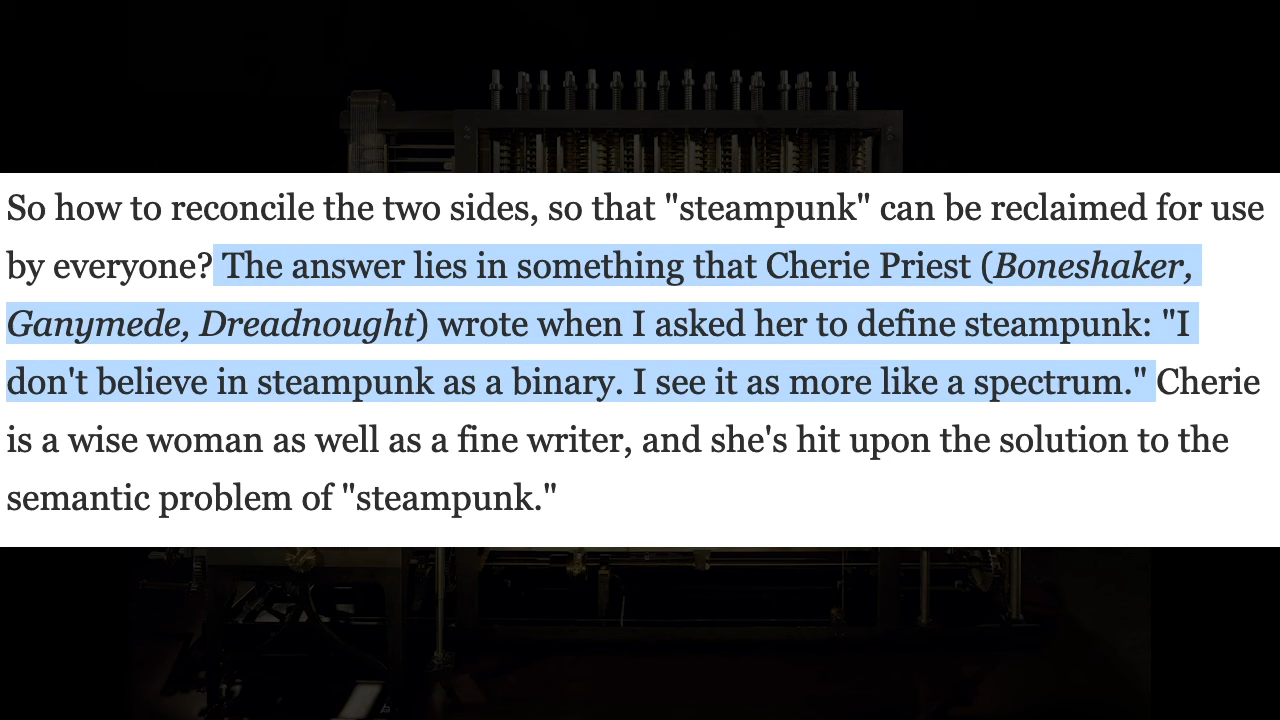 So how to reconcile the two sides, so that "steampunk" can be reclaimed for use
by everyone? The answer lies in something that Cherie Priest (Boneshaker,
Ganymede, Dreadnought) wrote when I asked her to define steampunk: "I
don't believe in steampunk as a binary. I see it as more like a spectrum." Cherie
is a wise woman as well as a fine writer, and she's hit upon the solution to the
semantic problem of "steampunk."